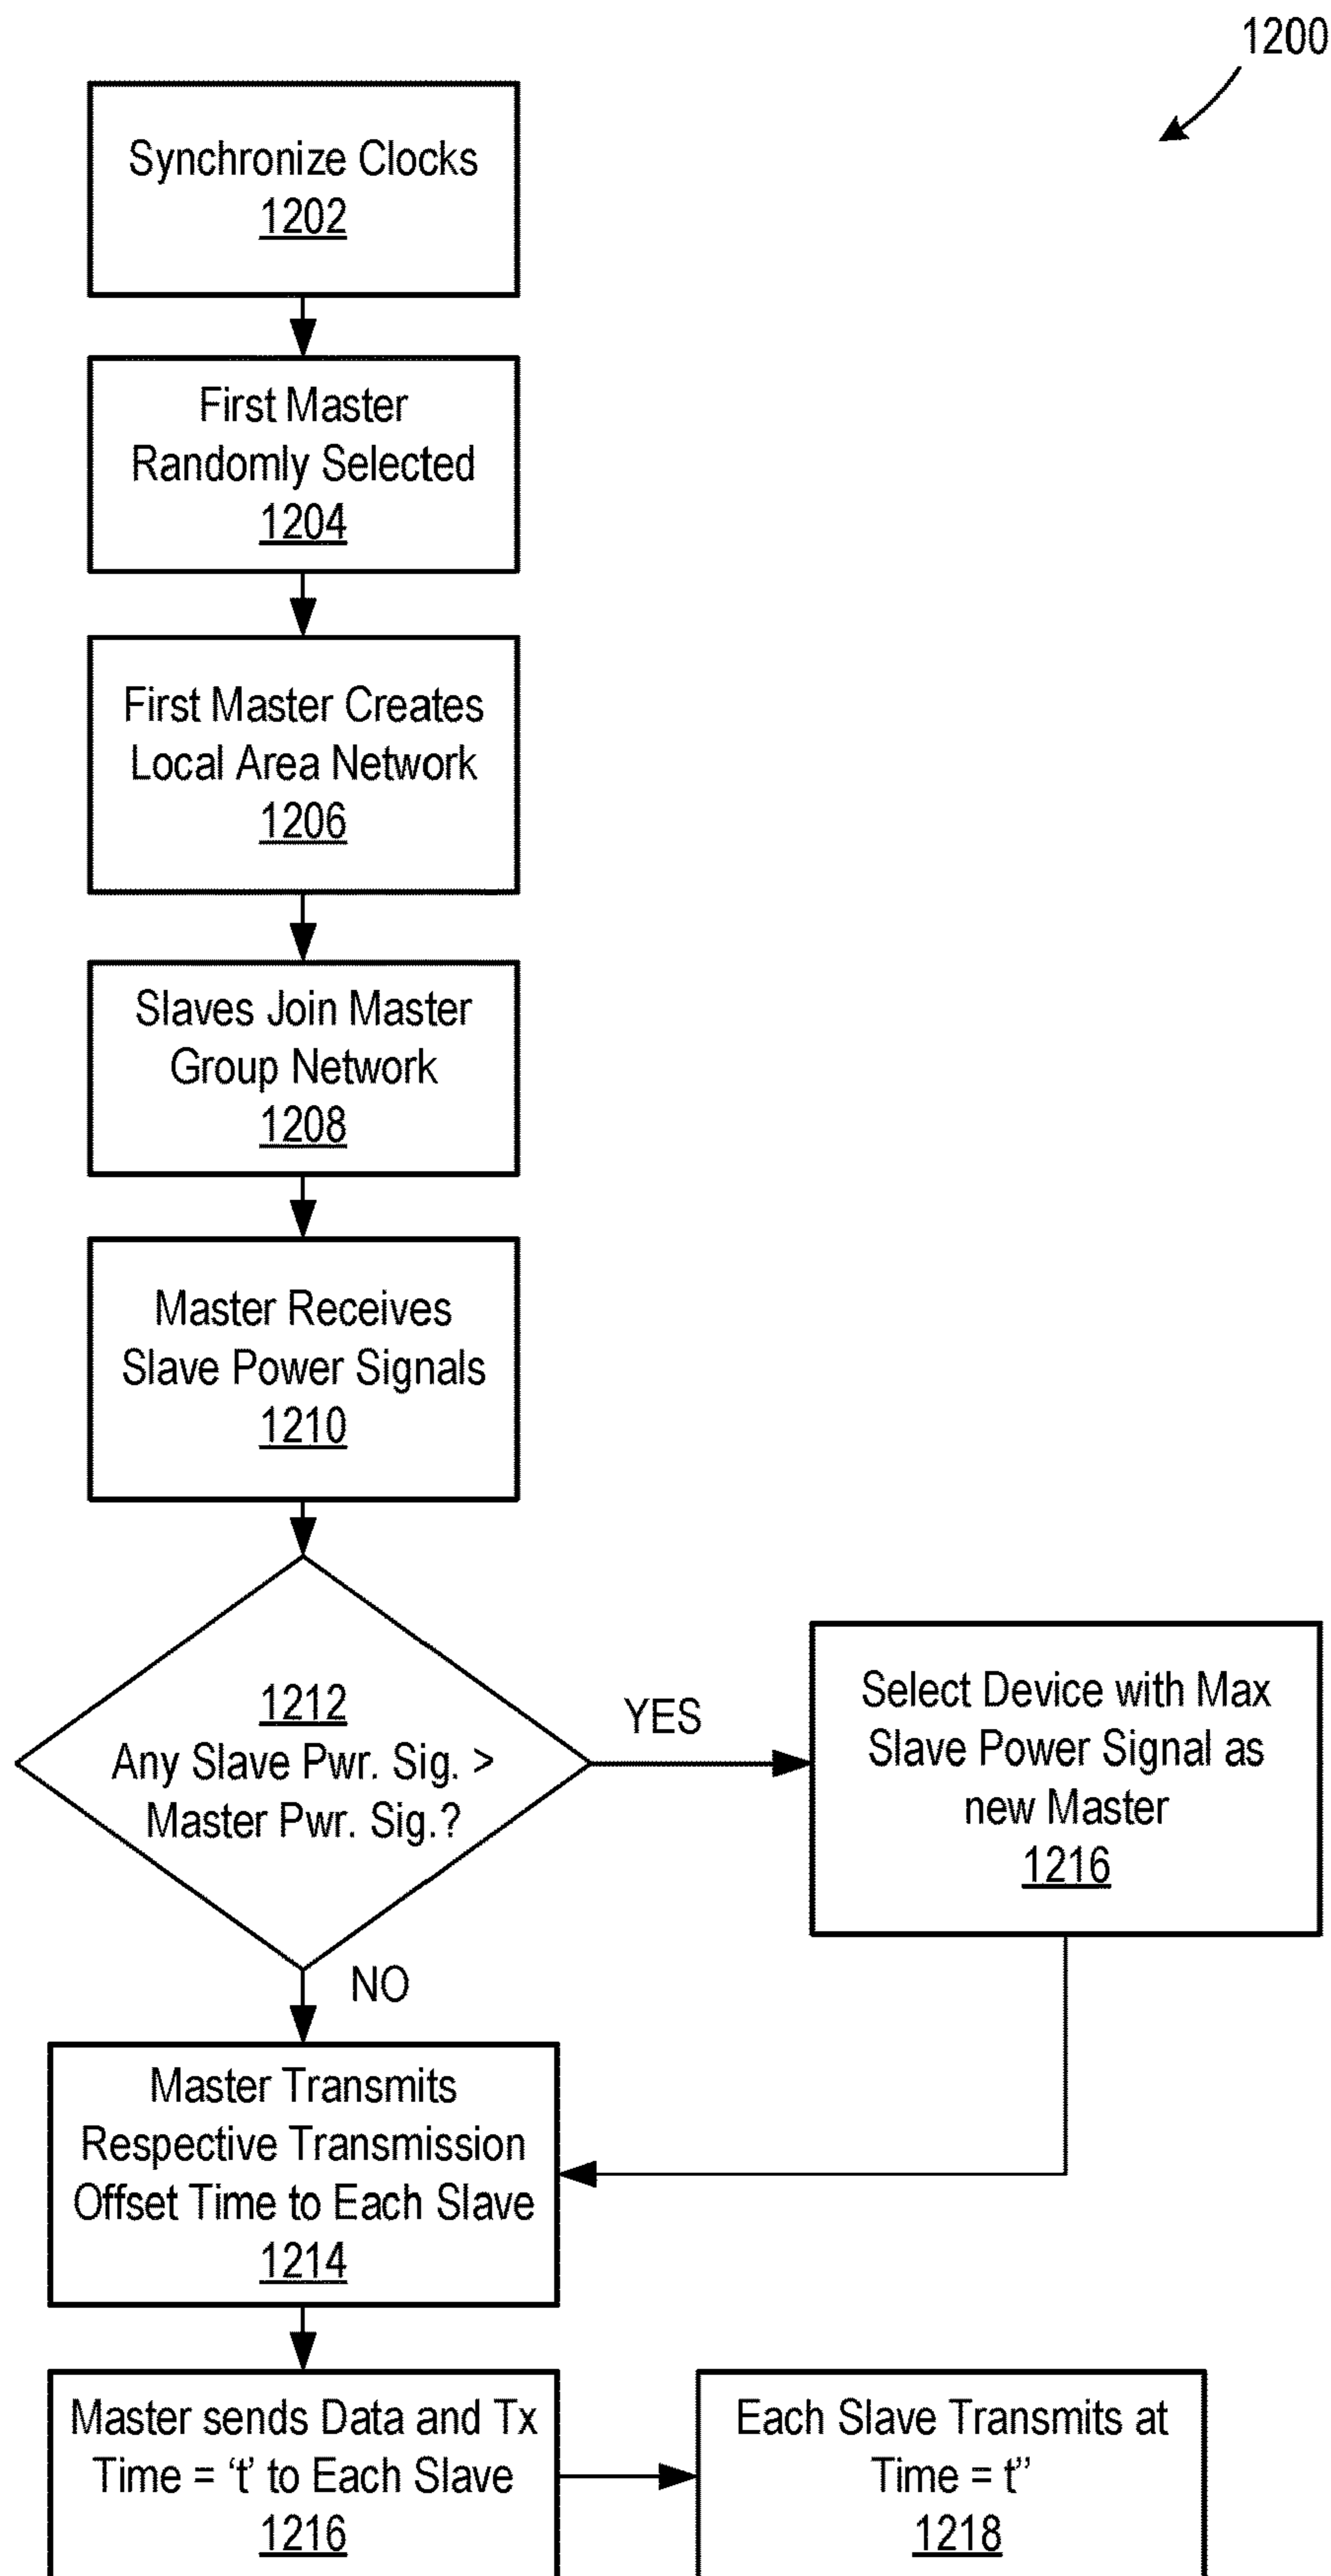 1200
Synchronize Clocks
1202
First Master
Randomly Selected
1204
First Master Creates
Local Area Network
1206
Slaves Join Master
Group Network
1208
Master Receives
Slave Power Signals
1210
1212
Any Slave Pwr. Sig. >
Master Pwr. Sig.?
YES
Select Device with Max
Slave Power Signal as
new Master
1216
NO
Master Transmits
Respective Transmission
Offset Time to Each Slave
1214
Master sends Data and Tx
Time = ‘t’ to Each Slave
1216
Each Slave Transmits at
Time = t”
1218